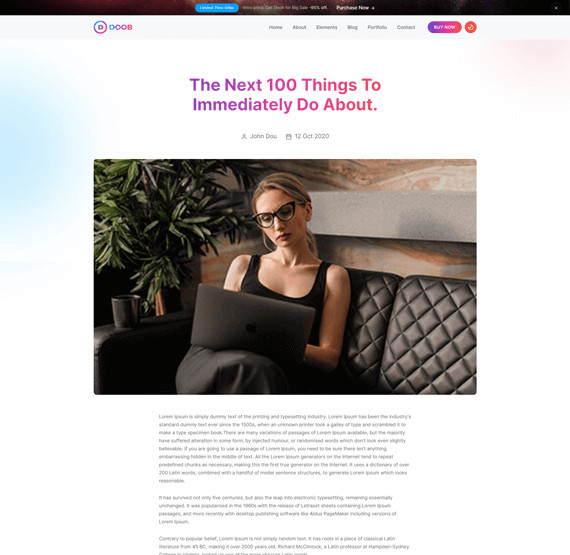 Limited Time Offer
Intro price. Get Doob for Big Sale -95% off.
Purchase Now
DOOB
Home
About
Elements
Blog
Portfolio
Contact
BUY NOW
The Next 100 Things To
Immediately Do About.
John Dou
12 Oct 2020
Lorem Ipsum is simply dummy text of the printing and typesetting industry. Lorem Ipsum has been the industry's
standard dummy text ever since the 1500s, when an unknown printer took a galley of type and scrambled it to
make a type specimen book.There are many variations of passages of Lorem Ipsum available, but the majority
have suffered alteration in some form, by injected humour, or randomised words which don't look even slightly
believable. If you are going to use a passage of Lorem Ipsum, you need to be sure there isn't anything
embarrassing hidden in the middle of text. All the Lorem Ipsum generators on the Internet tend to repeat
predefined chunks as necessary, making this the first true generator on the Internet. It uses a dictionary of over
200 Latin words, combined with a handful of model sentence structures, to generate Lorem Ipsum which looks
reasonable.
It has survived not only five centuries, but also the leap into electronic typesetting, remaining essentially
unchanged. It was popularised in the 1960s with the release of Letraset sheets containing Lorem Ipsum
passages, and more recently with desktop publishing software like Aldus PageMaker including versions of
Lorem Ipsum.
Contrary to popular belief, Lorem Ipsum is not simply random text. It has roots in a piece of classical Latin
literature from 45 BC, making it over 2000 years old. Richard McClintock, a Latin professor at Hampden-Sydney